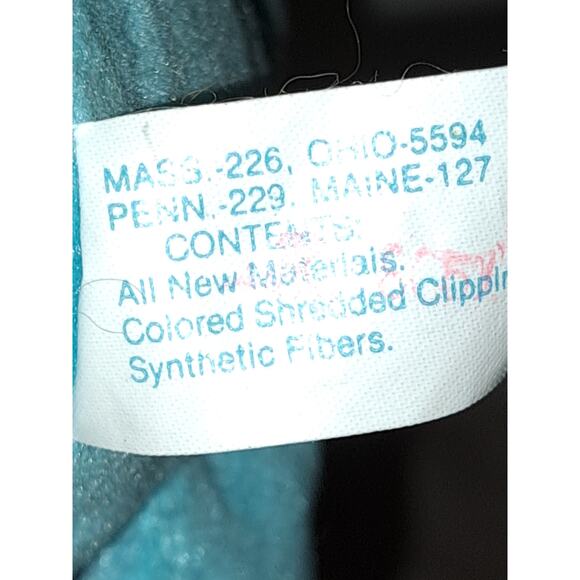 MASS.-226, OHIO-5594
PENN.-229. MAINE-127
CONTENTS:
All New Materials.
Colored Shredded Clippin
Synthetic Fibers.